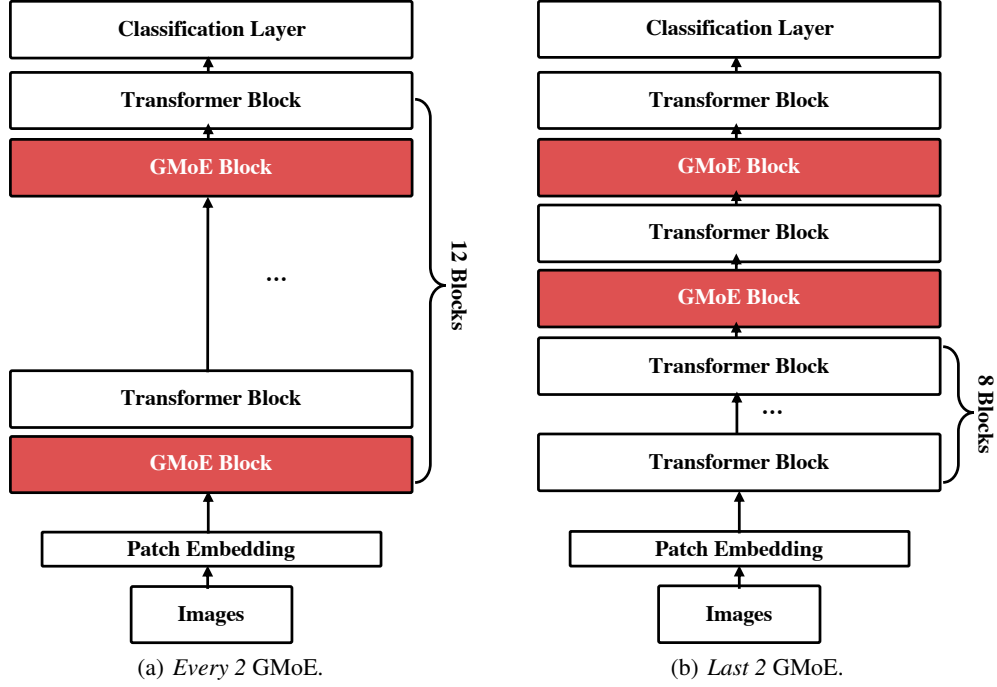 Classification Layer
Transformer Block
GMoE Block
...
Transformer Block
GMoE Block
12 Blocks
Patch Embedding
Images
(a) Every 2 GMoE.
Classification Layer
Transformer Block
GMoE Block
Transformer Block
GMoE Block
Transformer Block
...
Transformer Block
8 Blocks
Patch Embedding
Images
(b) Last 2 GMoE.